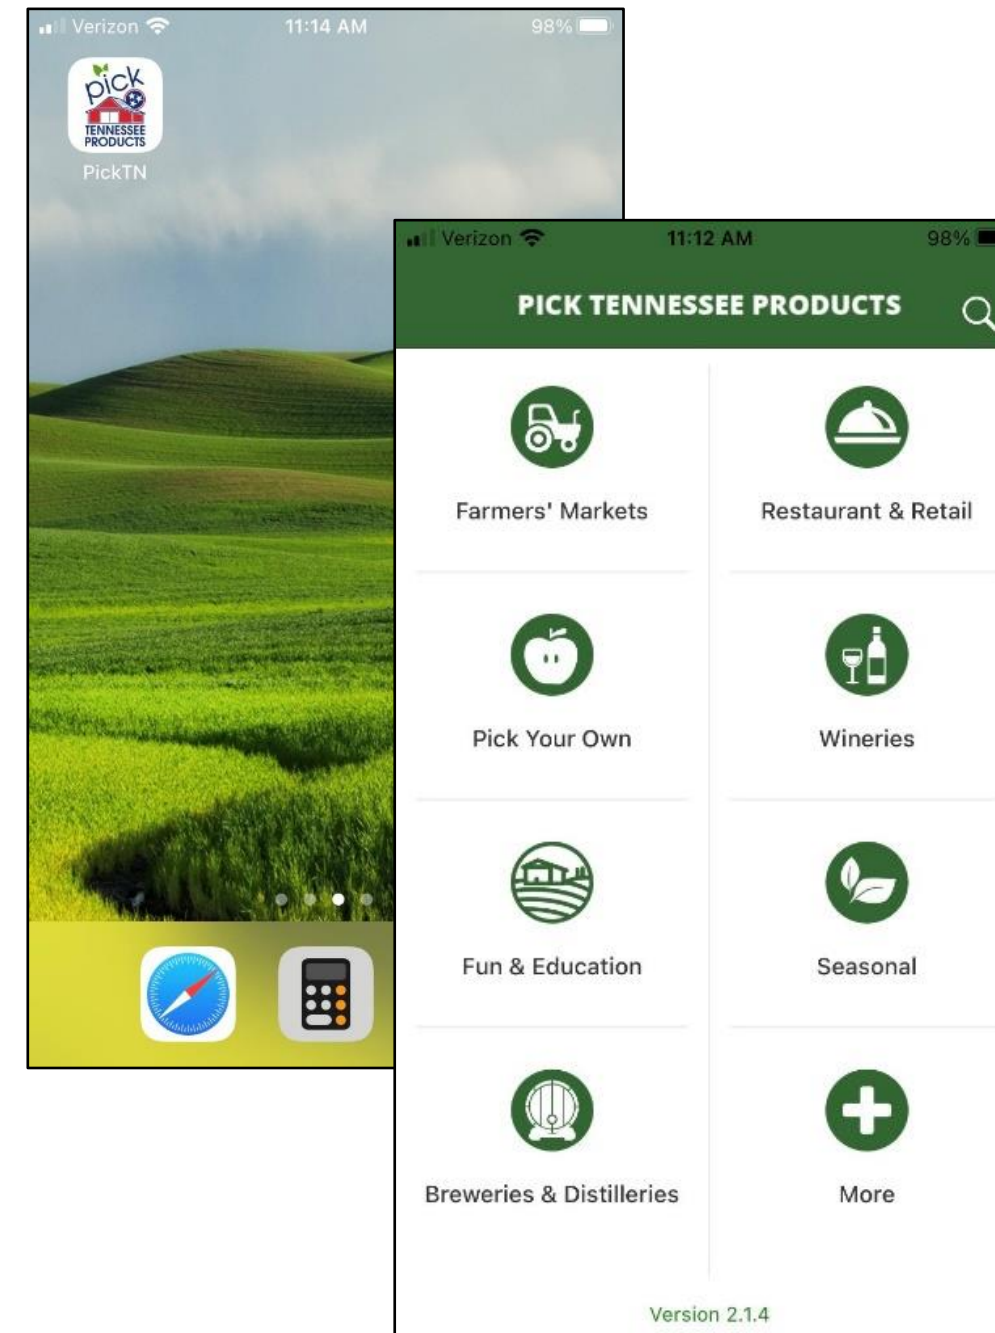 Verizon 11:14 AM 98%
pick
TENNESSEE
PRODUCTS
PickTN
Verizon 11:12 AM 98%
PICK TENNESSEE PRODUCTS
Farmers' Markets
Restaurant & Retail
Pick Your Own
Wineries
Fun & Education
Seasonal
Breweries & Distilleries
More
Version 2.1.4